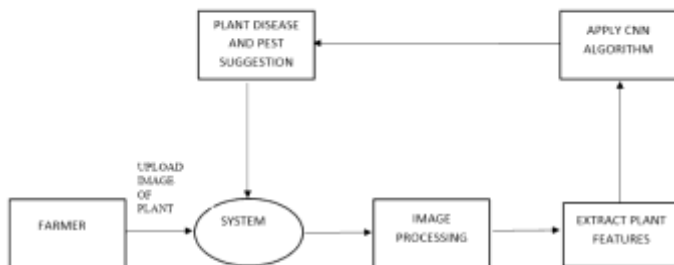 PLANT DISEASE
AND PEST
SUGGESTION
APPLY CNN
ALGORITHM
UPLOAD
IMAGE
OF
PLANT
FARMER
SYSTEM
IMAGE
PROCESSING
EXTRACT PLANT
FEATURES